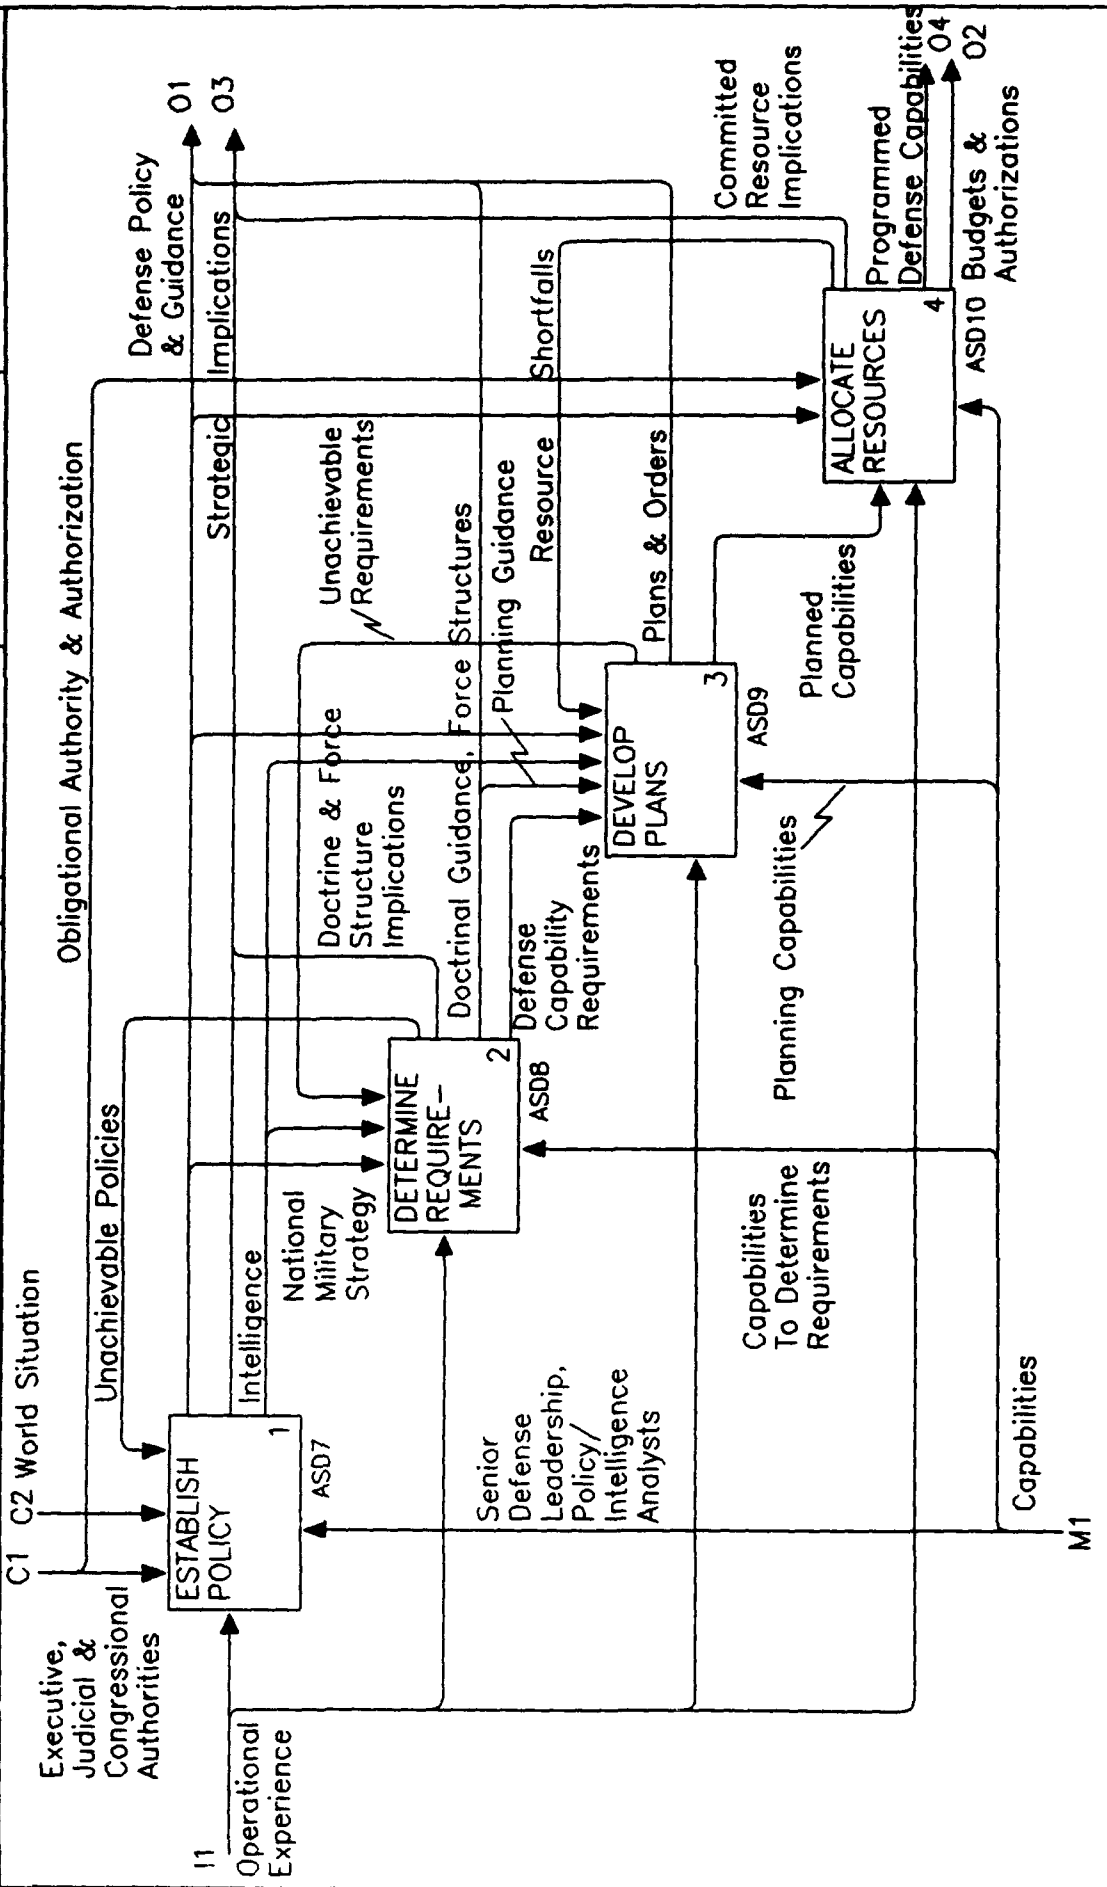 C1
C2 World Situation
Executive,
Judicial &
Congressional
Authorities
Obligational Authority & Authorization
Unachievable Policies
Defense Policy
& Guidance
O1
Strategic Implications
O3
I1
Operational
Experience
ESTABLISH
POLICY
1
ASD7
Intelligence
National
Military
Strategy
Doctrine & Force
Structure
Implications
Unachievable
Requirements
DETERMINE
REQUIRE-
MENTS
2
ASD8
Doctrinal Guidance, Force Structures
Planning Guidance
Defense
Capability
Requirements
Resource Shortfalls
Plans & Orders
DEVELOP
PLANS
3
ASD9
Committed
Resource
Implications
Senior
Defense
Leadership,
Policy/
Intelligence
Analysts
Capabilities
To Determine
Requirements
Planning Capabilities
Planned
Capabilities
ALLOCATE
RESOURCES
4
ASD10
Programmed
Defense Capabilities
O4
O2
Budgets &
Authorizations
Capabilities
M1